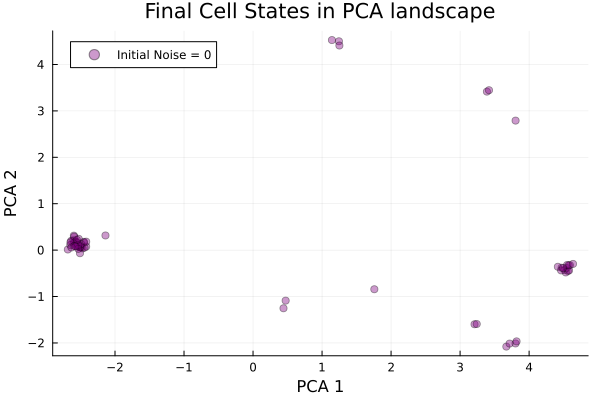 Final Cell States in PCA landscape
Initial Noise = 0
4
3
2
1
0
−1
−2
PCA 2
−2 −1 0 1 2 3 4
PCA 1